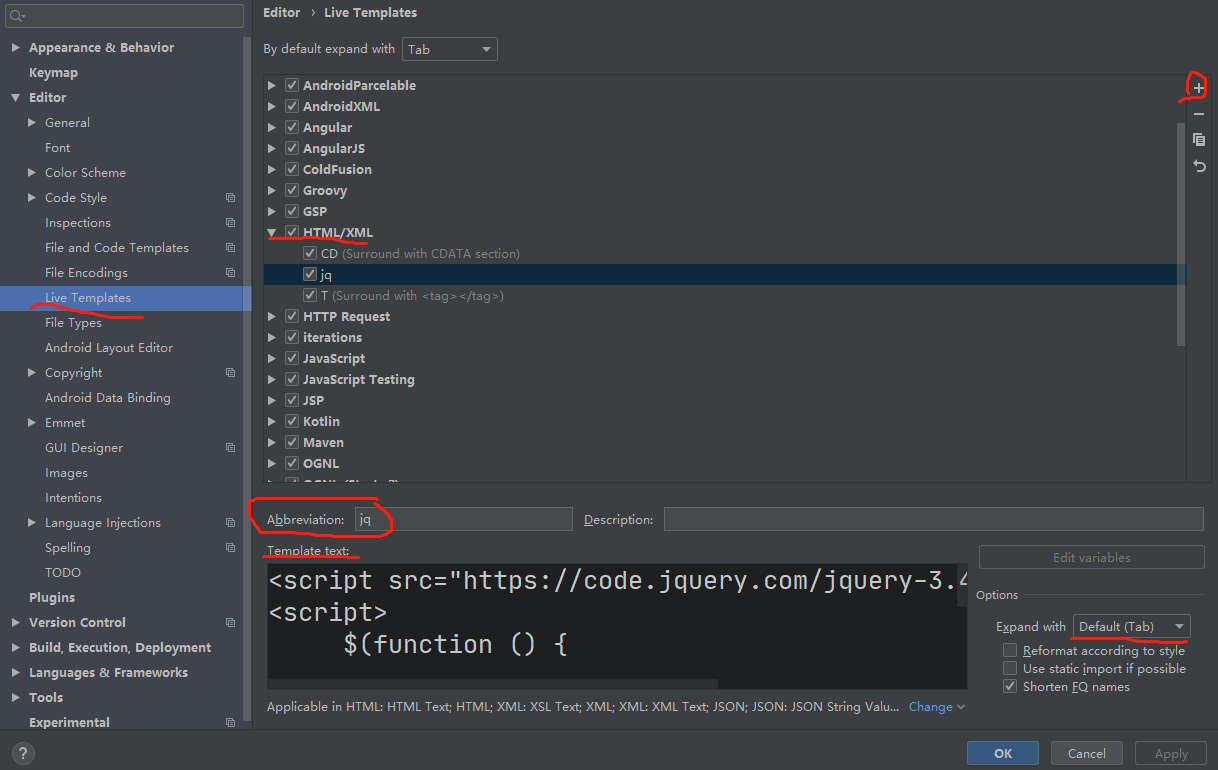 Appearance & Behavior
Keymap
Editor
General
Font
Color Scheme
Code Style
Inspections
File and Code Templates
File Encodings
Live Templates
File Types
Android Layout Editor
Copyright
Android Data Binding
Emmet
GUI Designer
Images
Intentions
Language Injections
Spelling
TODO
Plugins
Version Control
Build, Execution, Deployment
Languages & Frameworks
Tools
Experimental
?
Editor › Live Templates
By default expand with Tab
AndroidParcelable
AndroidXML
Angular
AngularJS
ColdFusion
Groovy
GSP
HTML/XML
CD (Surround with CDATA section)
jq
T (Surround with <tag></tag>)
HTTP Request
iterations
JavaScript
JavaScript Testing
JSP
Kotlin
Maven
OGNL
Abbreviation: jq Description:
Template text:
<script src="https://code.jquery.com/jquery-3.4
<script>
$(function () {
Edit variables
Options
Expand with Default (Tab)
Reformat according to style
Use static import if possible
Shorten FQ names
Applicable in HTML: HTML Text; HTML; XML: XSL Text; XML; XML: XML Text; JSON; JSON: JSON String Valu... Change
OK Cancel Apply